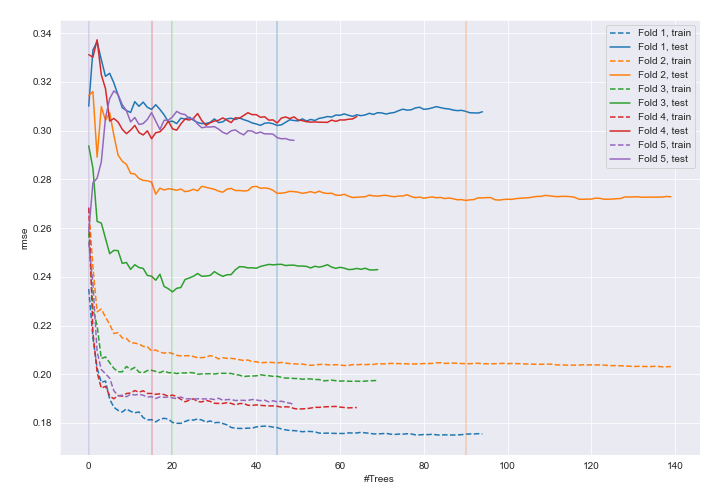 0.34
0.32
0.30
0.28
0.26
0.24
0.22
0.20
0.18
rmse
0
20
40
60
80
100
120
140
#Trees
Fold 1, train
Fold 1, test
Fold 2, train
Fold 2, test
Fold 3, train
Fold 3, test
Fold 4, train
Fold 4, test
Fold 5, train
Fold 5, test